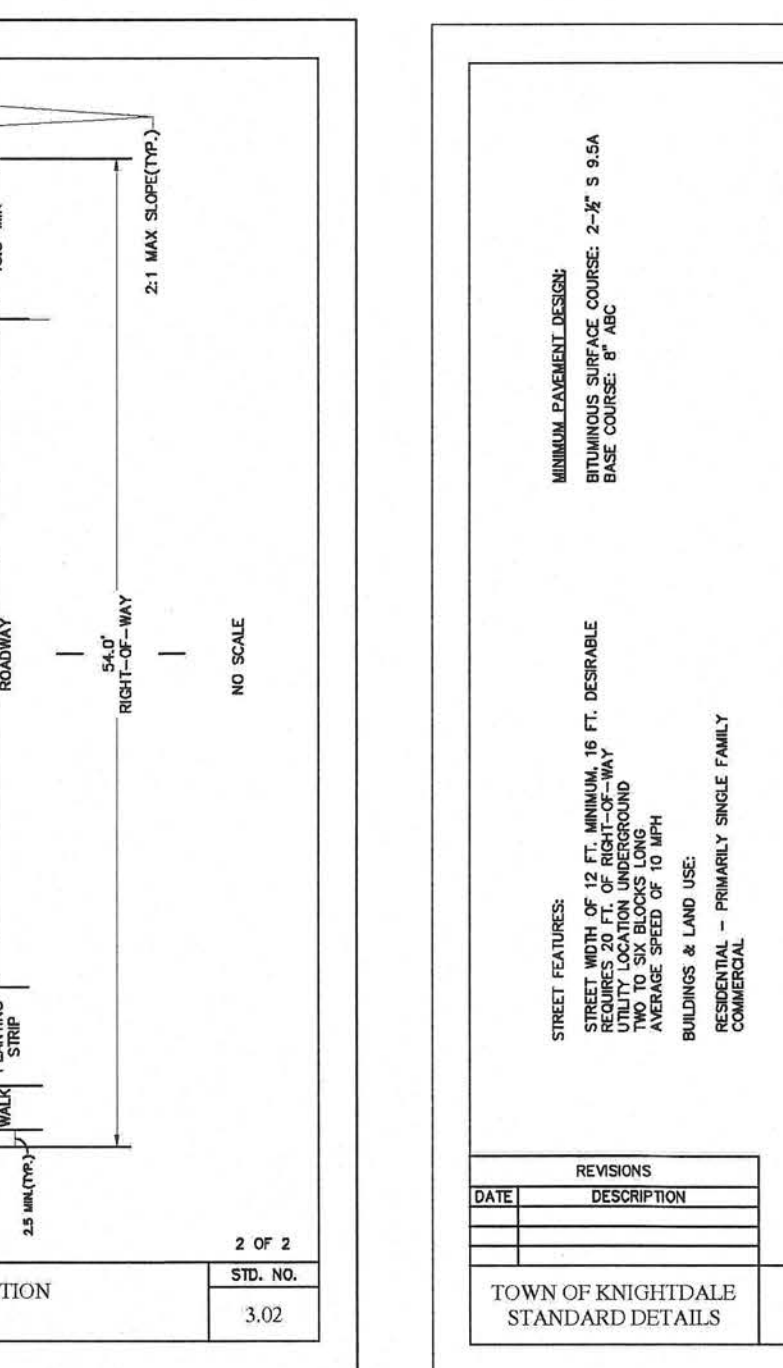 2:1 MAX SLOPE(TYP.)
ROADWAY
54.0'
RIGHT-OF-WAY
NO SCALE
STRIP
WALK
2.5 MIN.(TYP.)
2 OF 2
STD. NO.
3.02
TION
MINIMUM PAVEMENT DESIGN:
BITUMINOUS SURFACE COURSE: 2-½" S 9.5A
BASE COURSE: 8" ABC
STREET FEATURES:
STREET WIDTH OF 12 FT. MINIMUM, 16 FT. DESIRABLE
REQUIRES 20 FT. OF RIGHT-OF-WAY
UTILITY LOCATION UNDERGROUND
TWO TO SIX BLOCKS LONG
AVERAGE SPEED OF 10 MPH
BUILDINGS & LAND USE:
RESIDENTIAL - PRIMARILY SINGLE FAMILY
COMMERCIAL
REVISIONS
DATE DESCRIPTION
TOWN OF KNIGHTDALE
STANDARD DETAILS